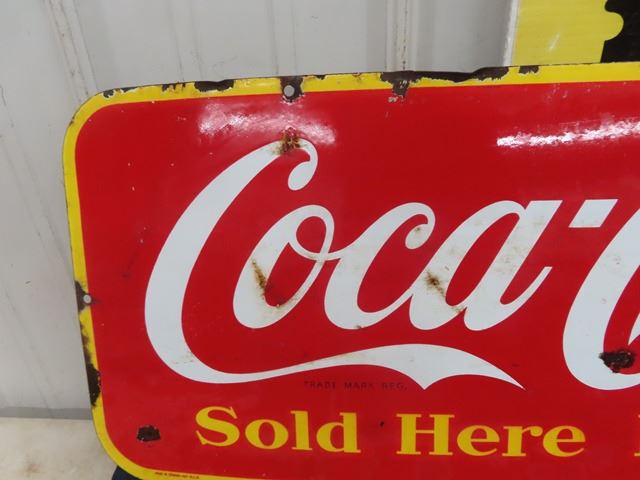 Coca-C
TRADE MARK REG.
Sold Here